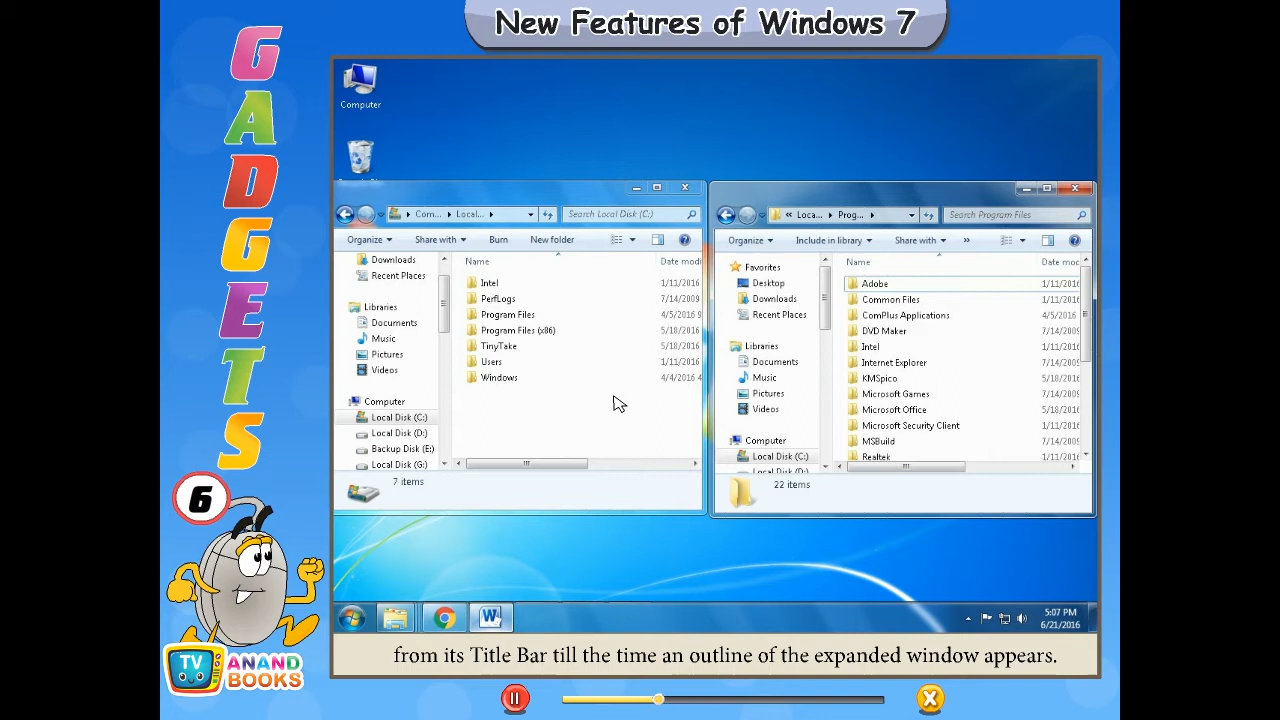 New Features of Windows 7
GADGETS
6
TV
ANAND
BOOKS
Computer
Com...
Local...
Search Local Disk (C:)
Organize
Share with
Burn
New folder
Downloads
Recent Places
Libraries
Documents
Music
Pictures
Videos
Computer
Local Disk (C:)
Local Disk (D:)
Backup Disk (E:)
Local Disk (G:)
Name
Date modi
Intel 1/11/2016
PerfLogs 7/14/2009
Program Files 4/5/2016 9
Program Files (x86) 5/18/2016
TinyTake 5/18/2016
Users 1/11/2016
Windows 4/4/2016 4
7 items
« Loca...
Prog...
Search Program Files
Organize
Include in library
Share with
»
Favorites
Desktop
Downloads
Recent Places
Libraries
Documents
Music
Pictures
Videos
Computer
Local Disk (C:)
Local Disk (D:)
Name
Date mo
Adobe 1/11/2016
Common Files 1/11/2016
ComPlus Applications 4/5/2016
DVD Maker 7/14/2009
Intel 1/11/2016
Internet Explorer 7/14/2009
KMSpico 5/18/2016
Microsoft Games 7/14/2009
Microsoft Office 5/18/2016
Microsoft Security Client 1/11/2016
MSBuild 7/14/2009
Realtek 1/11/2016
22 items
5:07 PM
6/21/2016
from its Title Bar till the time an outline of the expanded window appears.